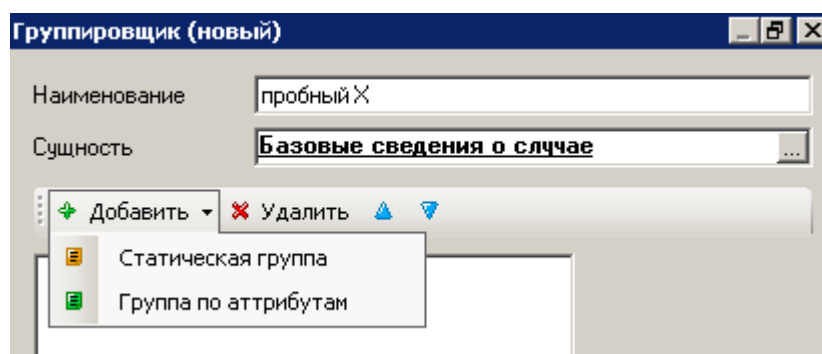 Группировщик (новый)
Наименование пробный X
Сущность Базовые сведения о случае ...
Добавить Удалить
Статическая группа
Группа по аттрибутам